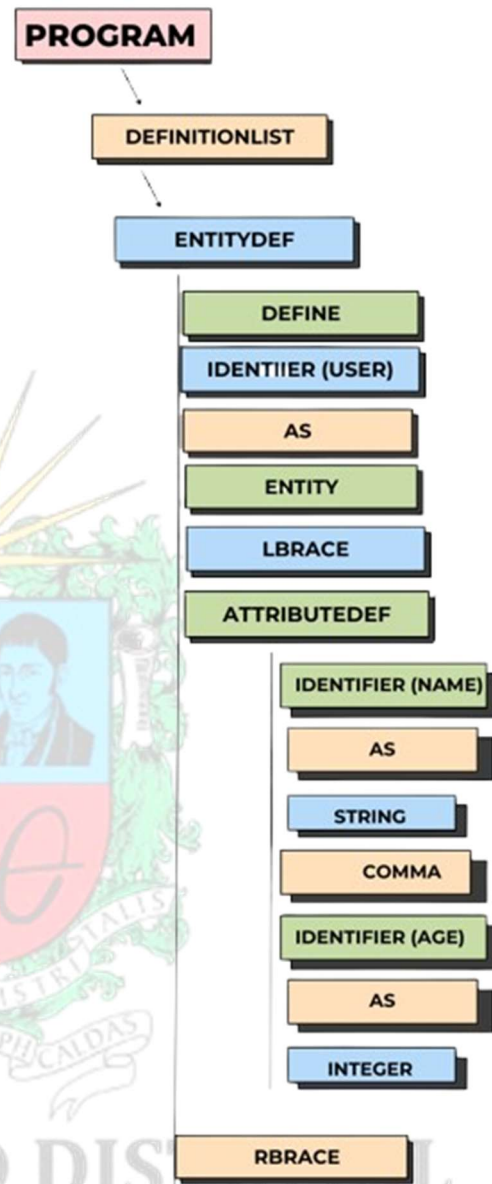 PROGRAM
DEFINITIONLIST
ENTITYDEF
DEFINE
IDENTIIER (USER)
AS
ENTITY
LBRACE
ATTRIBUTEDEF
IDENTIFIER (NAME)
AS
STRING
COMMA
IDENTIFIER (AGE)
AS
INTEGER
CALDAS
RBRACE